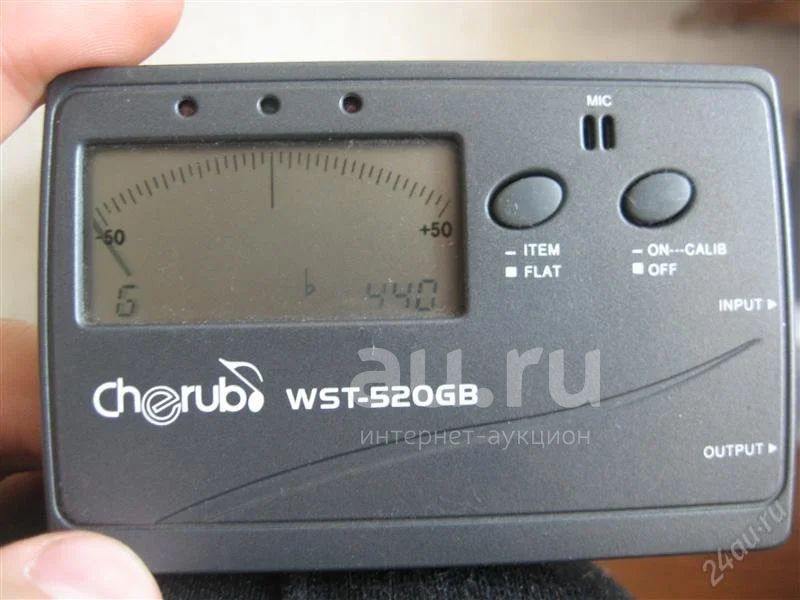 MIC
-50
+50
G
♭
440
– ITEM
■ FLAT
– ON---CALIB
■ OFF
INPUT ▶
au.ru
cherub WST-520GB
интернет-аукцион
OUTPUT ▶
24au.ru